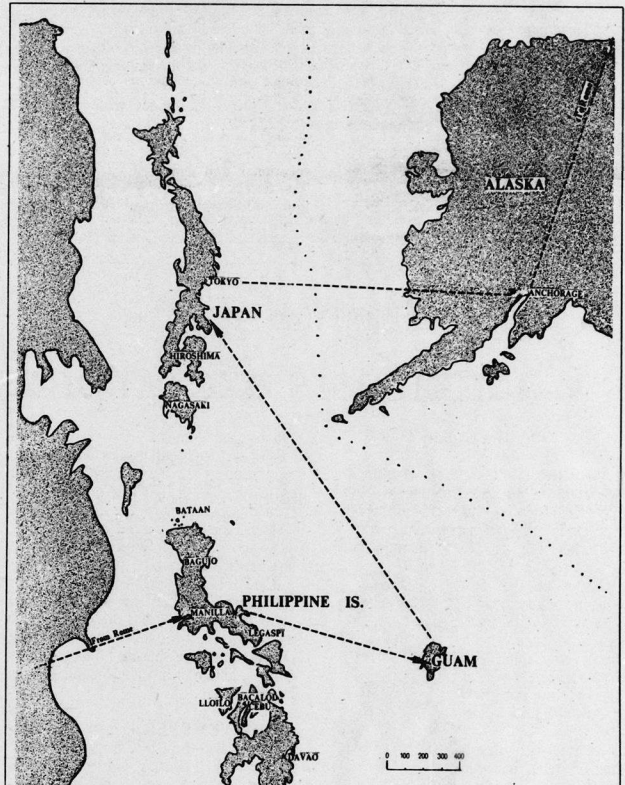 ALASKA
TOKYO
ANCHORAGE
JAPAN
HIROSHIMA
NAGASAKI
BATAAN
BAGUJO
PHILIPPINE IS.
MANILLA
From Rome
LEGASPI
GUAM
BACALOD
LLOILO
CEBU
DAVAO
0 100 200 300 400